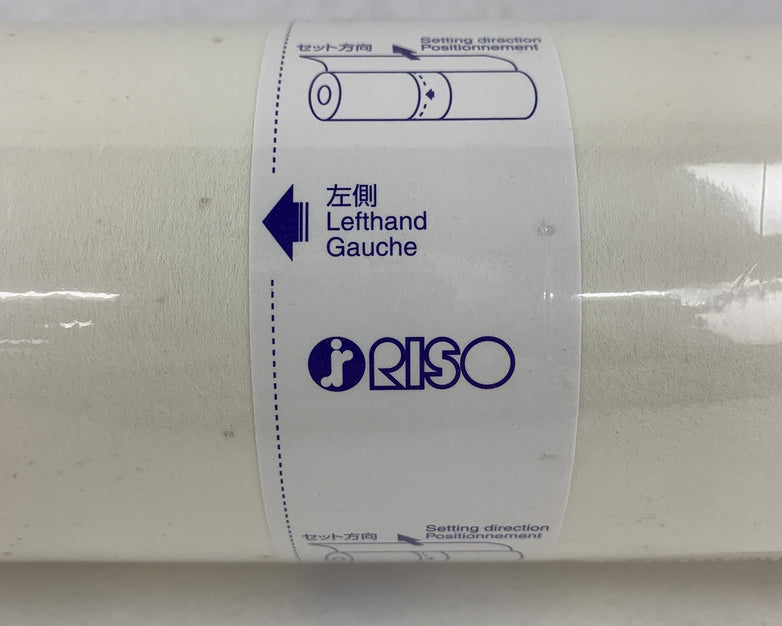 セット方向
Setting direction
Positionnement
左側
Lefthand
Gauche
RISO
セット方向
Setting direction
Positionnement